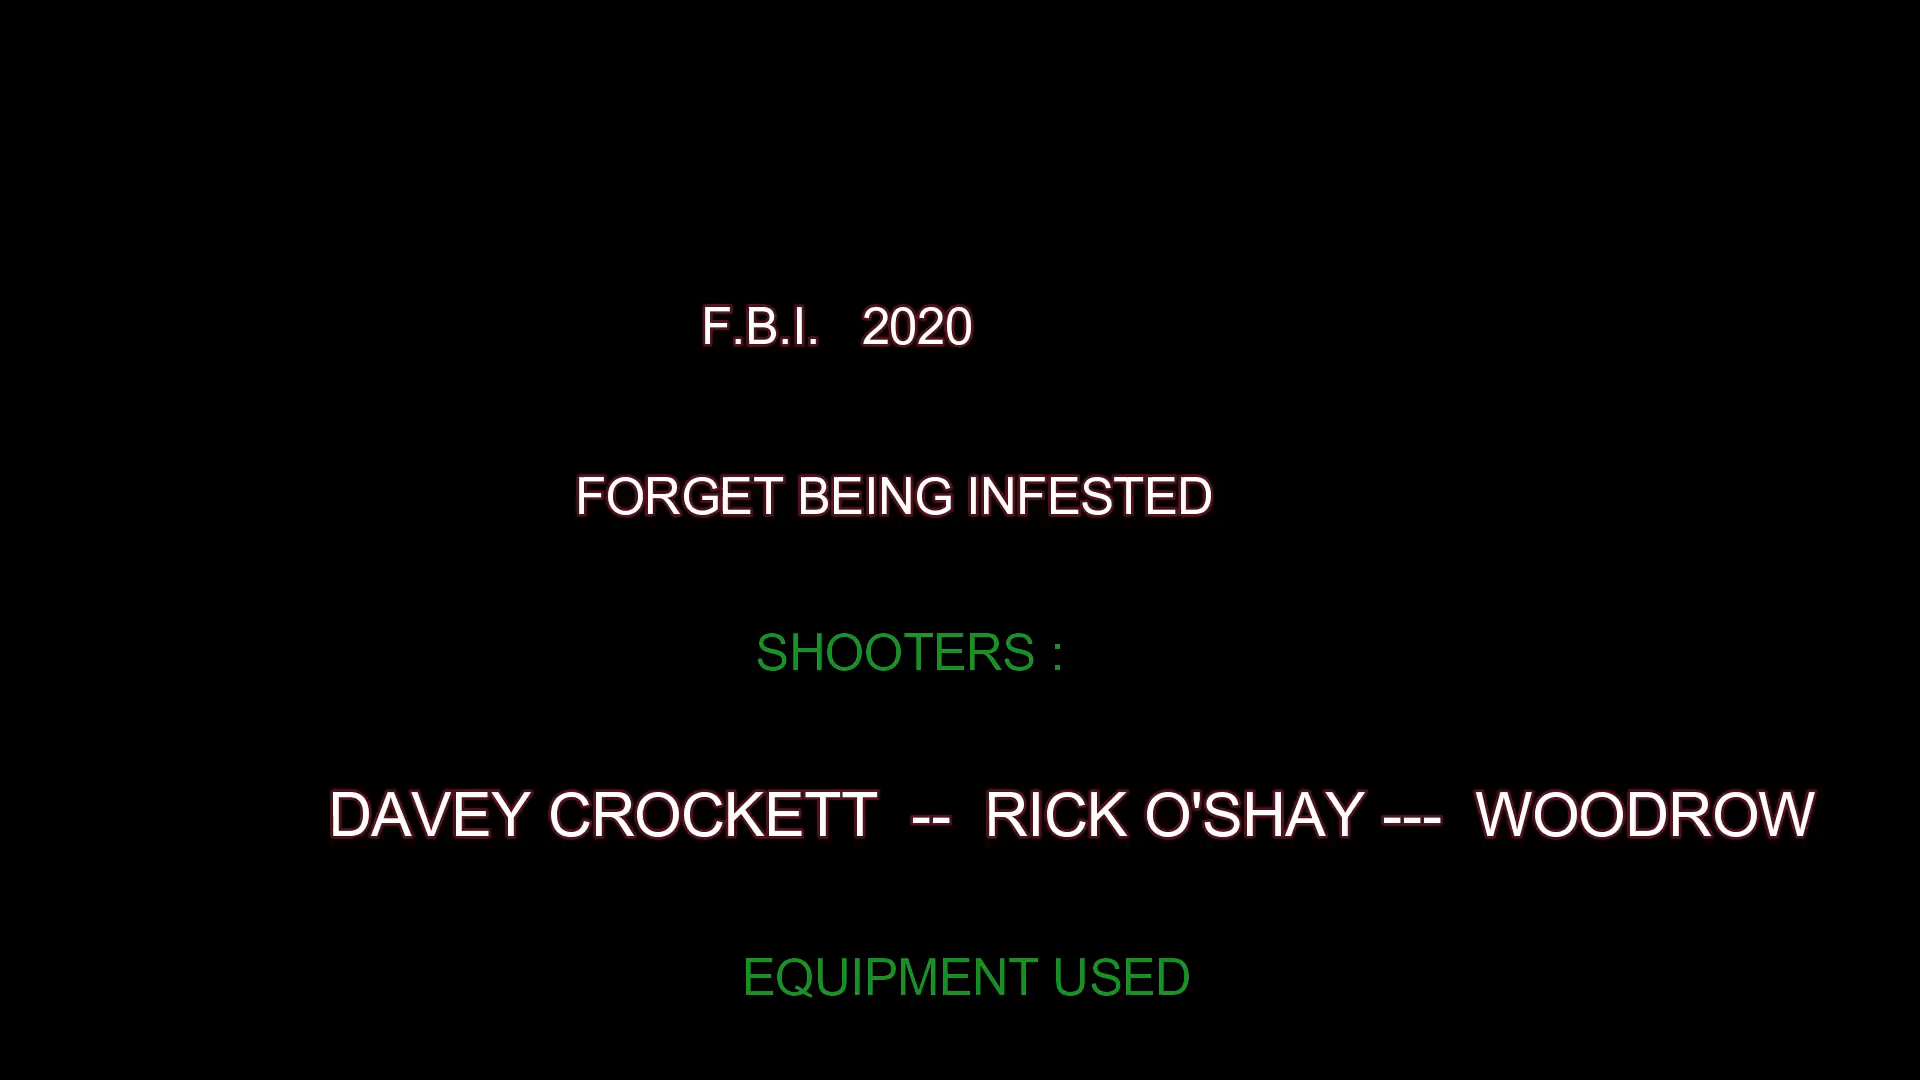 F.B.I.   2020
FORGET BEING INFESTED
SHOOTERS :
DAVEY CROCKETT  --  RICK O'SHAY ---  WOODROW
EQUIPMENT USED